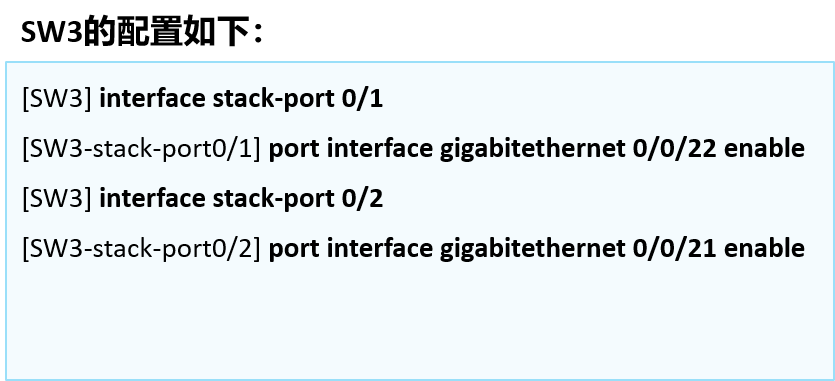 SW3的配置如下：
[SW3] interface stack-port 0/1
[SW3-stack-port0/1] port interface gigabitethernet 0/0/22 enable
[SW3] interface stack-port 0/2
[SW3-stack-port0/2] port interface gigabitethernet 0/0/21 enable